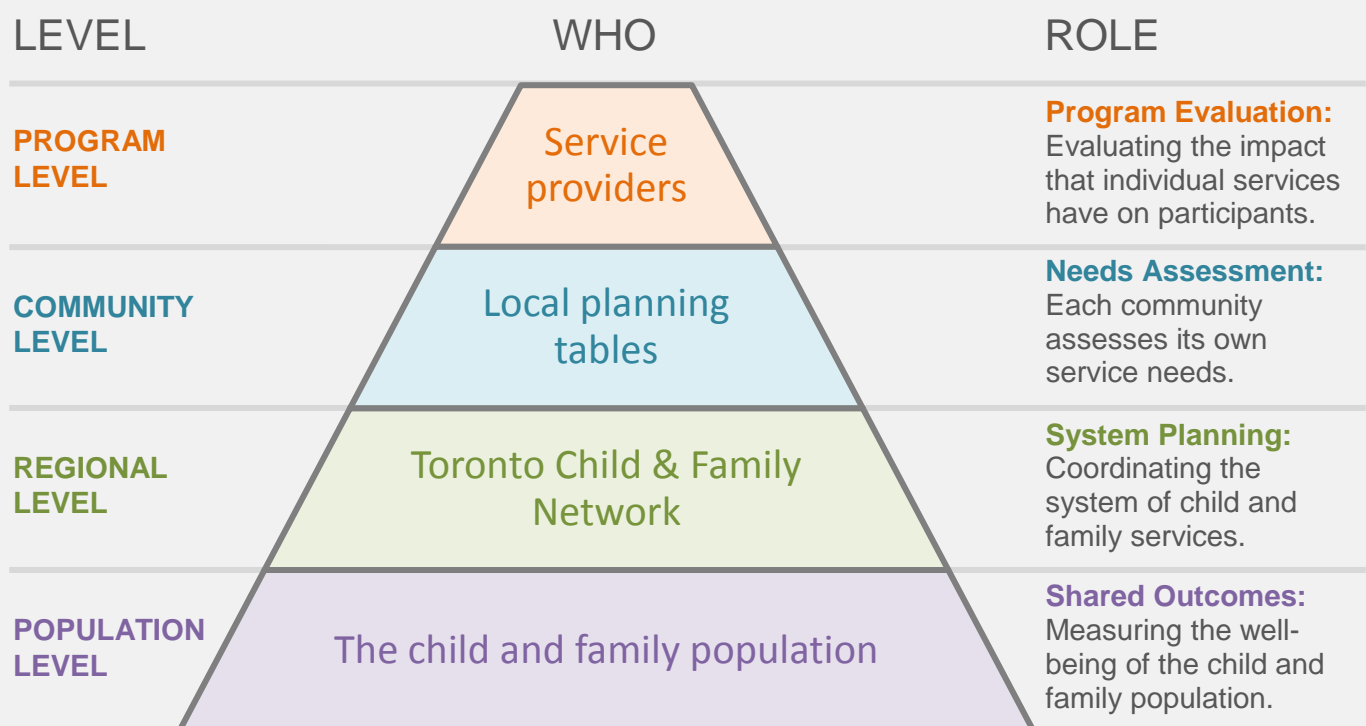 LEVEL WHO ROLE
PROGRAM
LEVEL
Service
providers
Program Evaluation:
Evaluating the impact
that individual services
have on participants.
COMMUNITY
LEVEL
Local planning
tables
Needs Assessment:
Each community
assesses its own
service needs.
REGIONAL
LEVEL
Toronto Child & Family
Network
System Planning:
Coordinating the
system of child and
family services.
POPULATION
LEVEL
The child and family population
Shared Outcomes:
Measuring the well-
being of the child and
family population.